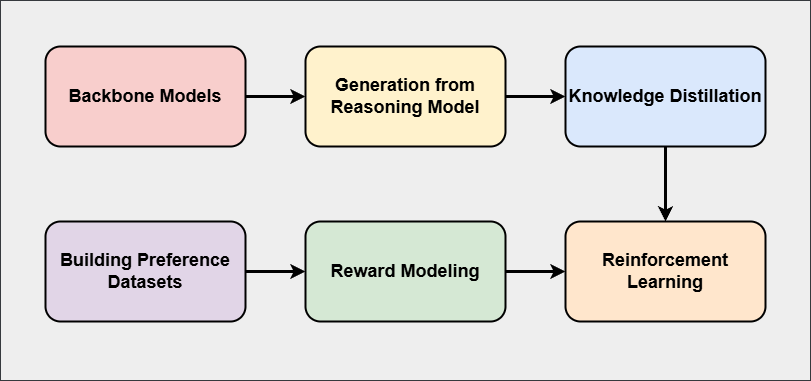 Backbone Models
Generation from
Reasoning Model
Knowledge Distillation
Building Preference
Datasets
Reward Modeling
Reinforcement
Learning